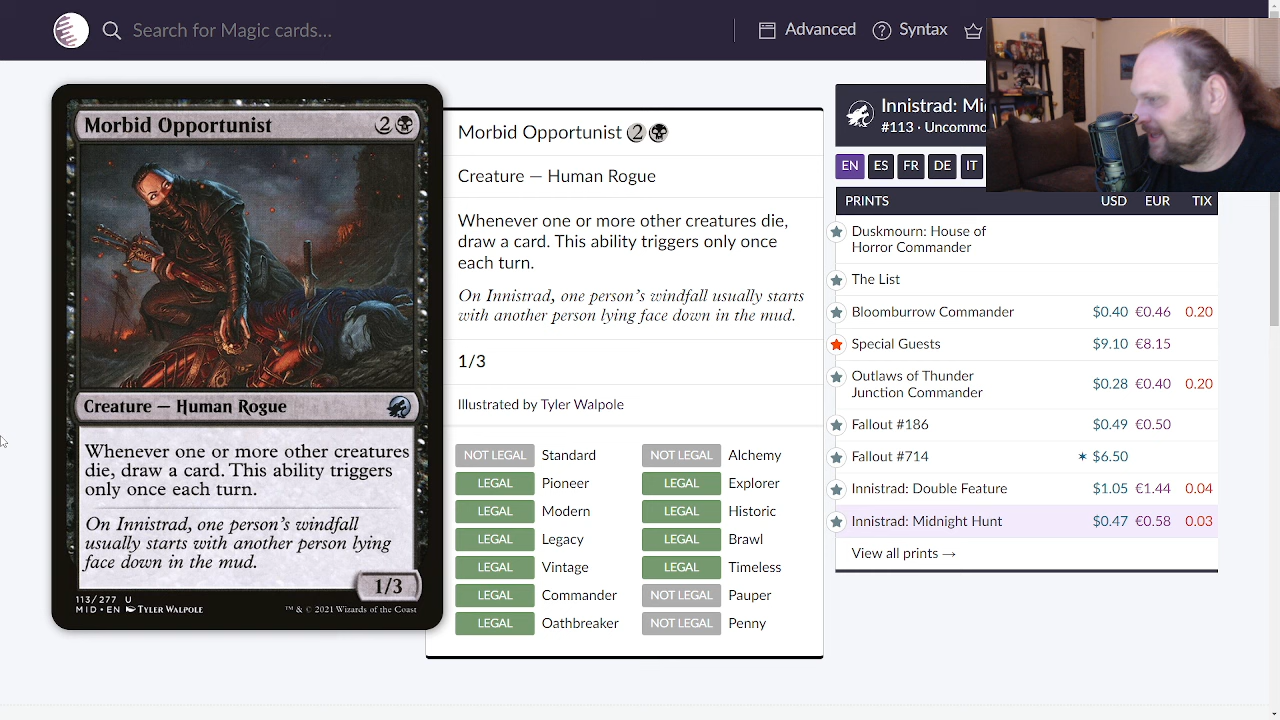 Search for Magic cards...
Advanced
Syntax
Morbid Opportunist 2
Creature — Human Rogue
Whenever one or more other creatures
die, draw a card. This ability triggers
only once each turn.
On Innistrad, one person's windfall
usually starts with another person lying
face down in the mud.
1/3
113/277 U
MID • EN Tyler Walpole
™ & © 2021 Wizards of the Coast
Morbid Opportunist 2
Creature — Human Rogue
Whenever one or more other creatures die,
draw a card. This ability triggers only once
each turn.
On Innistrad, one person's windfall usually starts
with another person lying face down in the mud.
1/3
Illustrated by Tyler Walpole
NOT LEGAL Standard NOT LEGAL Alchemy
LEGAL Pioneer LEGAL Explorer
LEGAL Modern LEGAL Historic
LEGAL Legacy LEGAL Brawl
LEGAL Vintage LEGAL Timeless
LEGAL Commander NOT LEGAL Pauper
LEGAL Oathbreaker NOT LEGAL Penny
Innistrad: Mi
#113 · Uncommo
EN ES FR DE IT
PRINTS USD EUR TIX
Duskmourn: House of
Horror Commander
The List
Bloomburrow Commander $0.40 €0.46 0.20
Special Guests $9.10 €8.15
Outlaws of Thunder
Junction Commander $0.28 €0.40 0.20
Fallout #186 $0.49 €0.50
Fallout #714 ✶ $6.50
Innistrad: Double Feature $1.05 €1.44 0.04
Innistrad: Midnight Hunt $0.47 €0.58 0.03
View all prints →